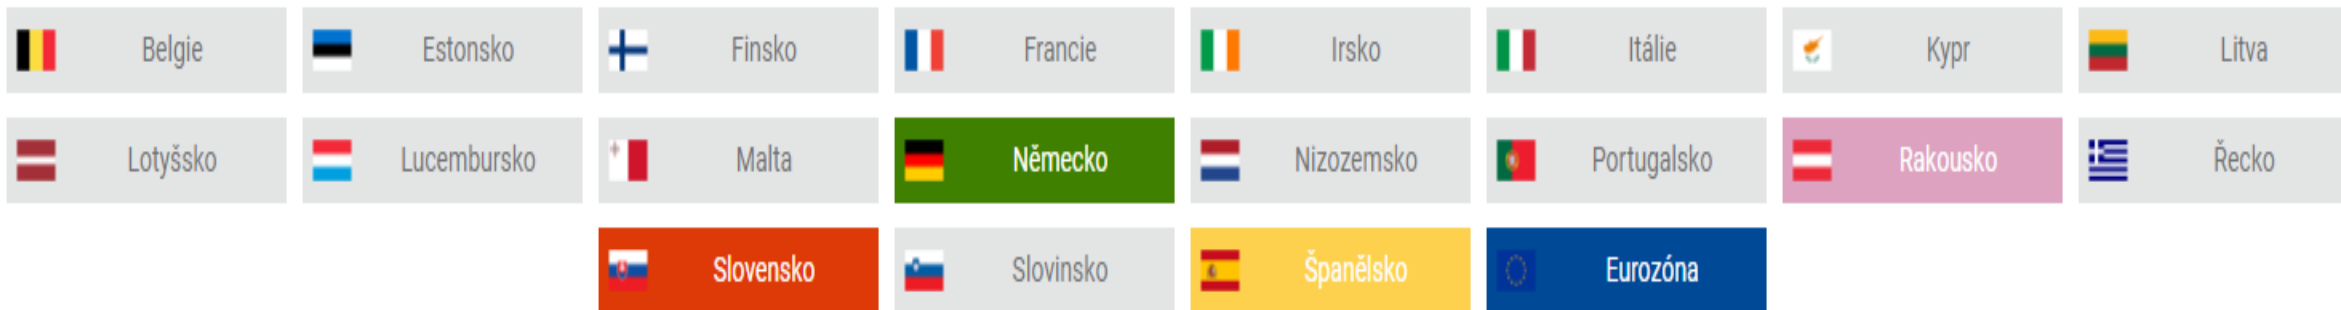 Belgie Estonsko Finsko Francie Irsko Itálie Kypr Litva
Lotyšsko Lucembursko Malta Německo Nizozemsko Portugalsko Rakousko Řecko
Slovensko Slovinsko Španělsko Eurozóna